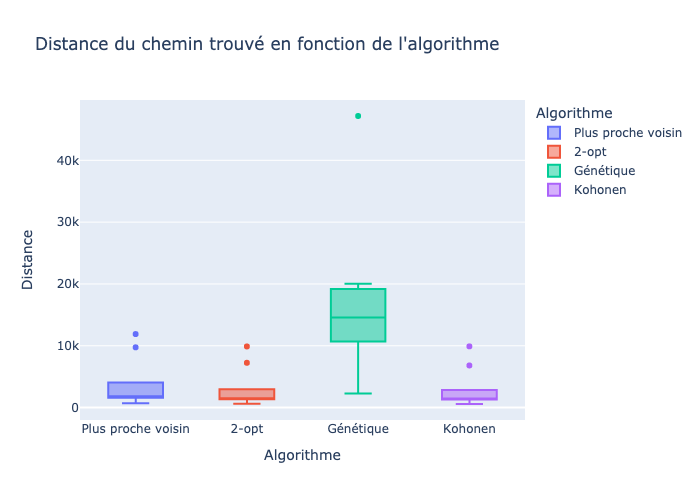 Distance du chemin trouvé en fonction de l'algorithme
Algorithme
Plus proche voisin
2-opt
Génétique
Kohonen
40k
30k
20k
10k
0
Distance
Plus proche voisin
2-opt
Génétique
Kohonen
Algorithme